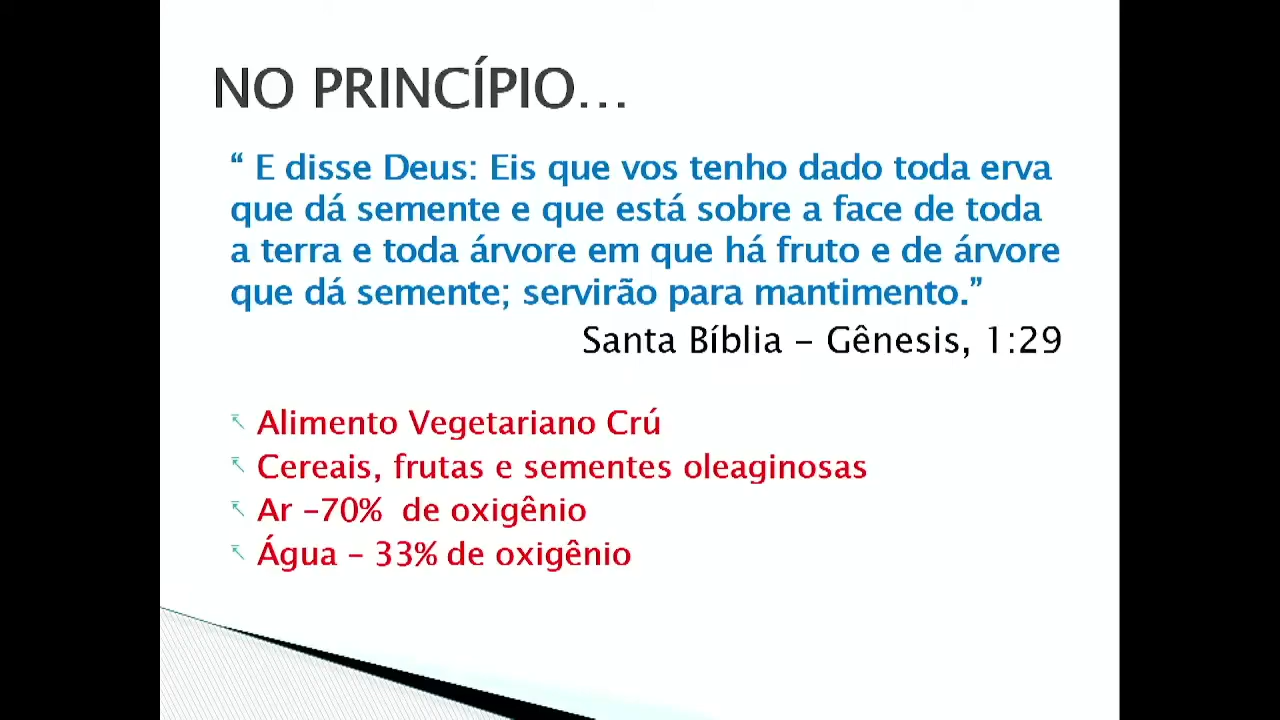 NO PRINCÍPIO...
“ E disse Deus: Eis que vos tenho dado toda erva
que dá semente e que está sobre a face de toda
a terra e toda árvore em que há fruto e de árvore
que dá semente; servirão para mantimento.”
Santa Bíblia – Gênesis, 1:29
Alimento Vegetariano Crú
Cereais, frutas e sementes oleaginosas
Ar –70%  de oxigênio
Água – 33% de oxigênio